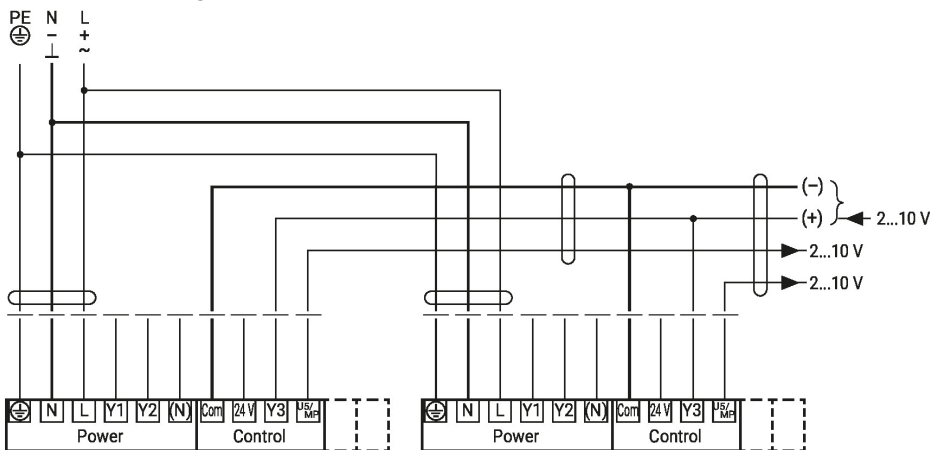 PE N L
– +
⊥ ~
(–)
(+) 2...10 V
2...10 V
2...10 V
N L Y1 Y2 (N) Com 24 V Y3 U5/MP N L Y1 Y2 (N) Com 24 V Y3 U5/MP
Power Control Power Control